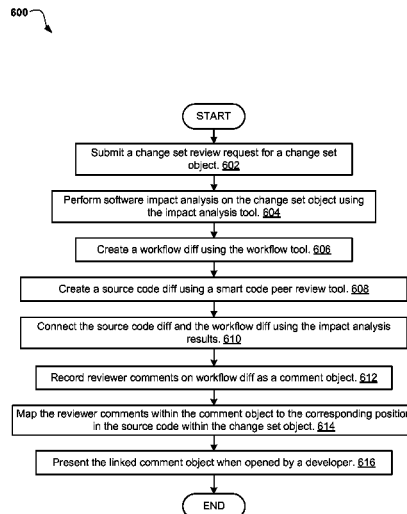 600
START
Submit a change set review request for a change set
object. 602
Perform software impact analysis on the change set object using
the impact analysis tool. 604
Create a workflow diff using the workflow tool. 606
Create a source code diff using a smart code peer review tool. 608
Connect the source code diff and the workflow diff using the impact analysis
results. 610
Record reviewer comments on workflow diff as a comment object. 612
Map the reviewer comments within the comment object to the corresponding position
in the source code within the change set object. 614
Present the linked comment object when opened by a developer. 616
END